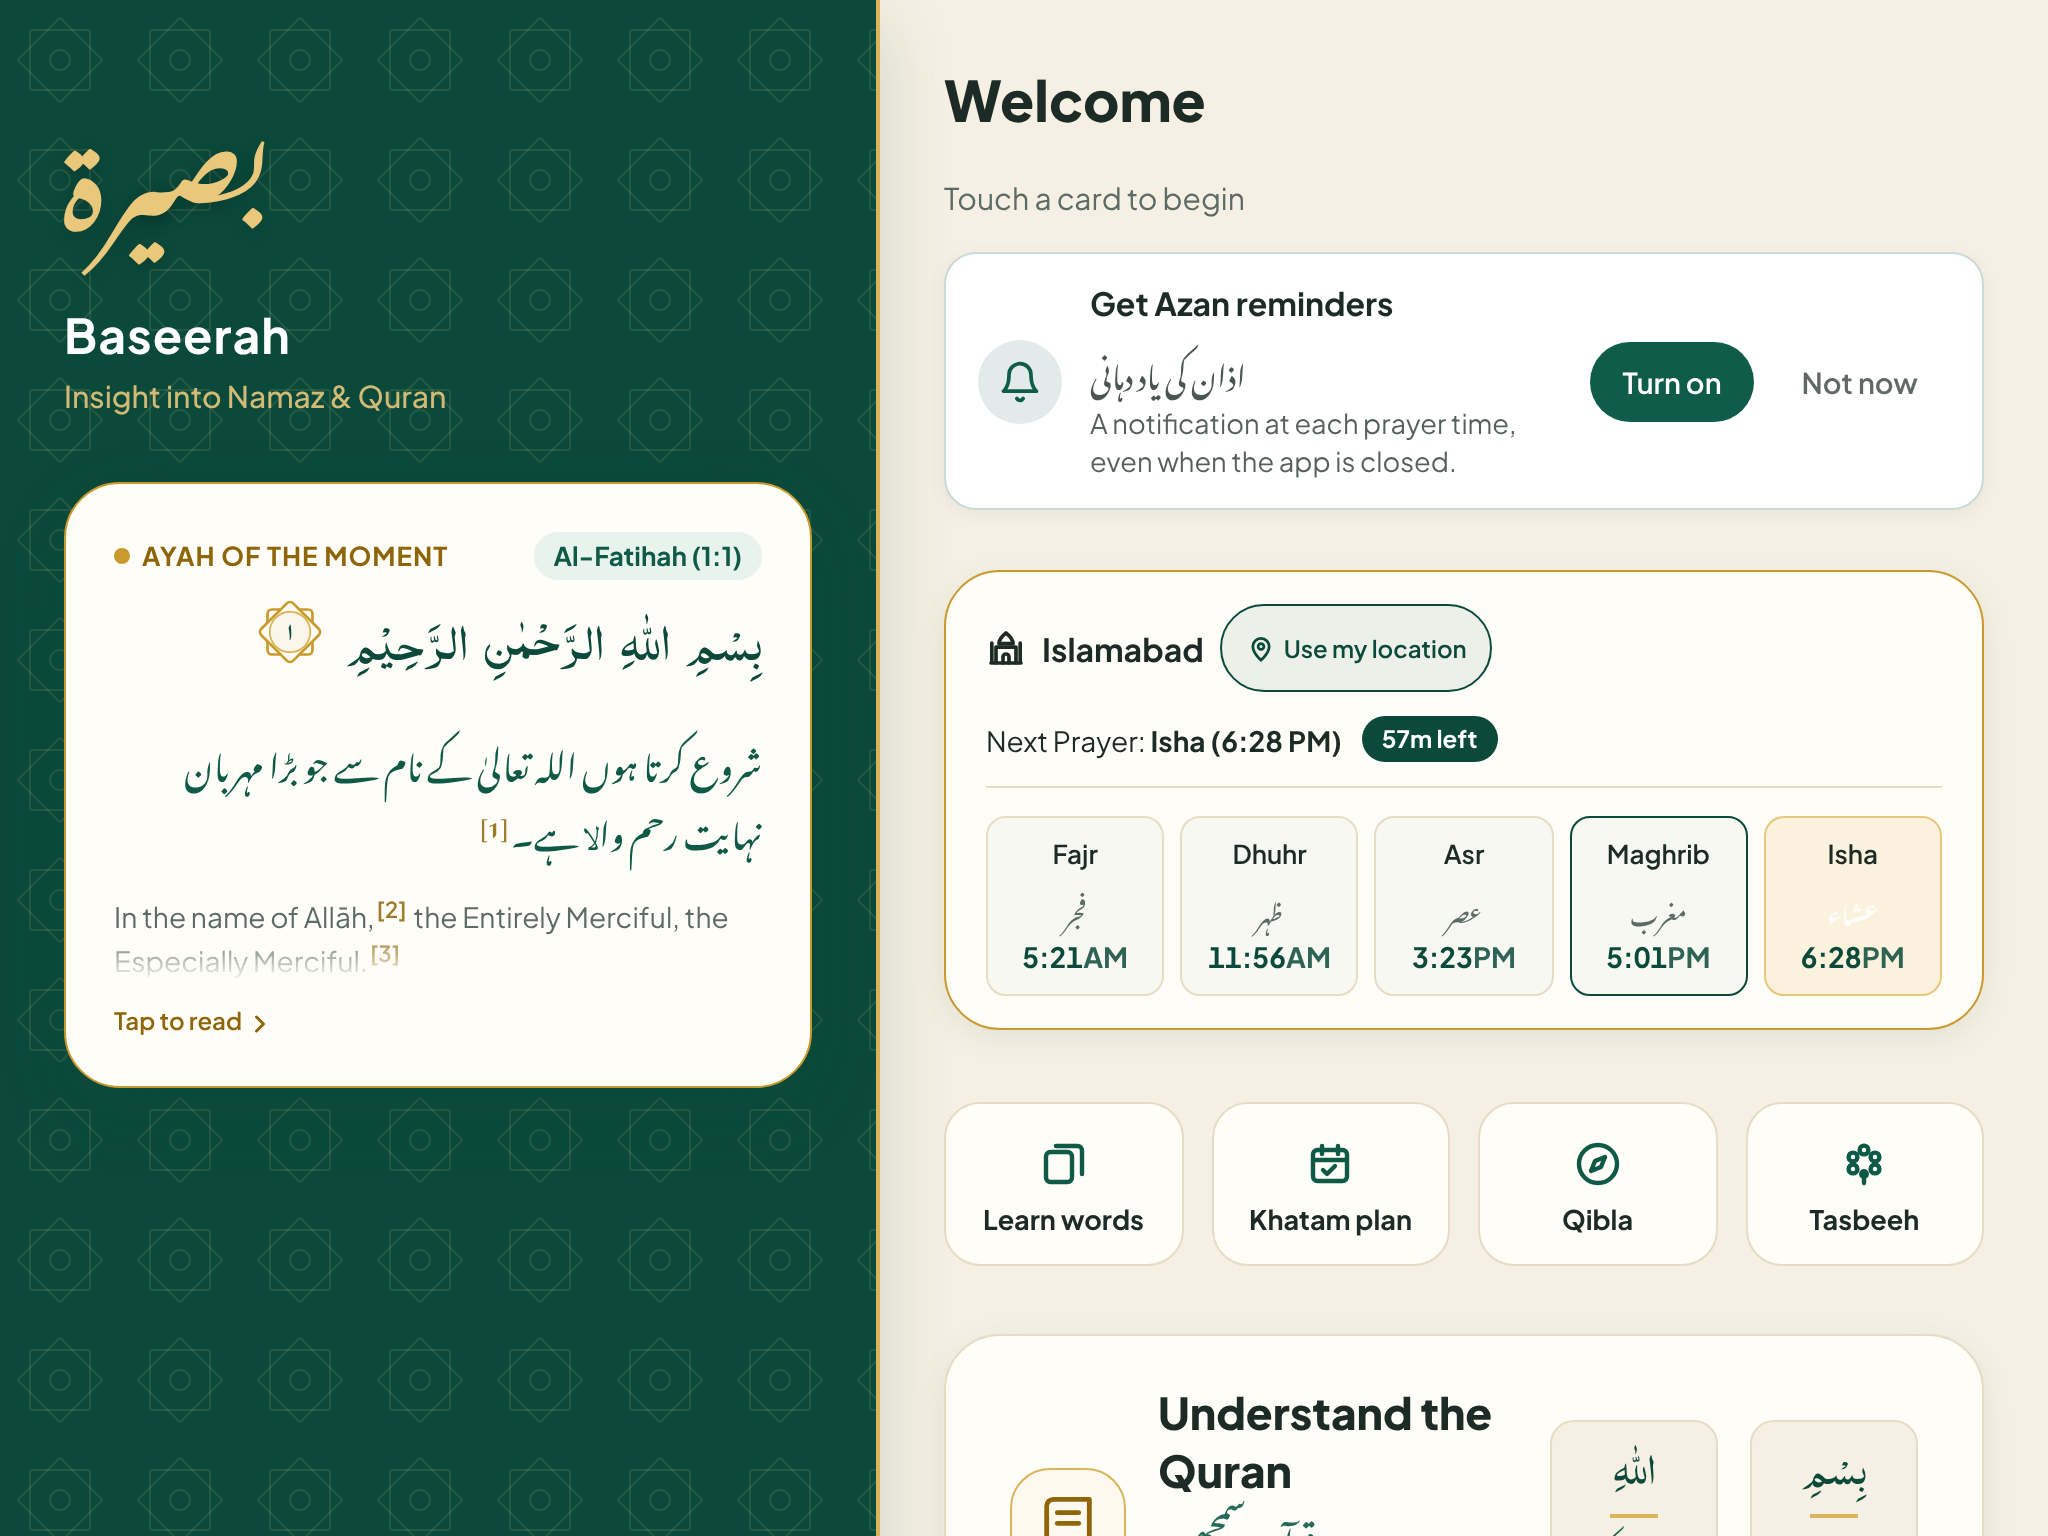 بصيرة
Baseerah
Insight into Namaz & Quran
AYAH OF THE MOMENT
Al-Fatihah (1:1)
بِسْمِ اللّٰهِ الرَّحْمٰنِ الرَّحِيْمِ ١
شروع کرتا ہوں اللہ تعالیٰ کے نام سے جو بڑا مہربان
نہایت رحم والا ہے۔[1]
In the name of Allāh,[2] the Entirely Merciful, the
Especially Merciful.[3]
Tap to read
Welcome
Touch a card to begin
Get Azan reminders
اذان کی یاد دہانی
A notification at each prayer time,
even when the app is closed.
Turn on
Not now
Islamabad
Use my location
Next Prayer: Isha (6:28 PM)
57m left
Fajr
فجر
5:21AM
Dhuhr
ظہر
11:56AM
Asr
عصر
3:23PM
Maghrib
مغرب
5:01PM
Isha
عشاء
6:28PM
Learn words
Khatam plan
Qibla
Tasbeeh
Understand the
Quran
اللّٰهِ
بِسْمِ